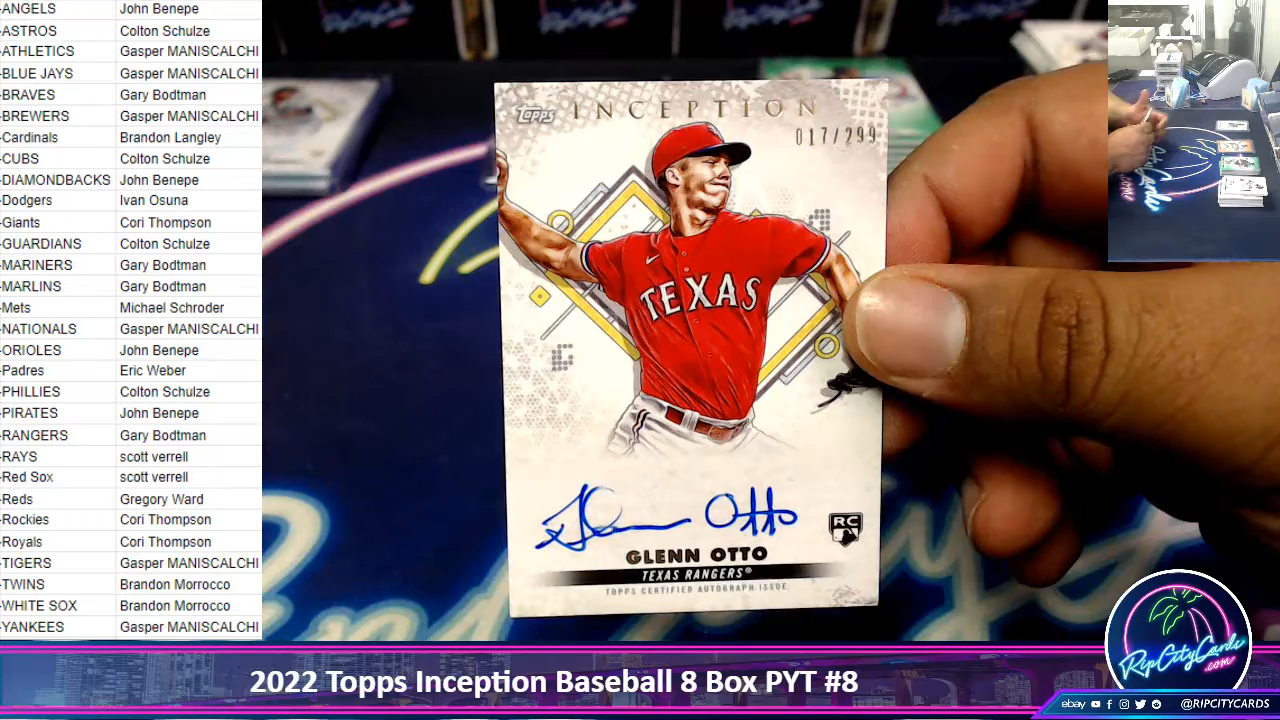 -ANGELS John Benepe
-ASTROS Colton Schulze
-ATHLETICS Gasper MANISCALCHI
-BLUE JAYS Gasper MANISCALCHI
-BRAVES Gary Bodtman
-BREWERS Gasper MANISCALCHI
-Cardinals Brandon Langley
-CUBS Colton Schulze
-DIAMONDBACKS John Benepe
-Dodgers Ivan Osuna
-Giants Cori Thompson
-GUARDIANS Colton Schulze
-MARINERS Gary Bodtman
-MARLINS Gary Bodtman
-Mets Michael Schroder
-NATIONALS Gasper MANISCALCHI
-ORIOLES John Benepe
-Padres Eric Weber
-PHILLIES Colton Schulze
-PIRATES John Benepe
-RANGERS Gary Bodtman
-RAYS scott verrell
-Red Sox scott verrell
-Reds Gregory Ward
-Rockies Cori Thompson
-Royals Cori Thompson
-TIGERS Gasper MANISCALCHI
-TWINS Brandon Morrocco
-WHITE SOX Brandon Morrocco
-YANKEES Gasper MANISCALCHI
Topps INCEPTION
017/299
TEXAS
Glenn Otto
RC
GLENN OTTO
TEXAS RANGERS®
TOPPS CERTIFIED AUTOGRAPH ISSUE
RipCityCards
.com
2022 Topps Inception Baseball 8 Box PYT #8
ebay @RIPCITYCARDS